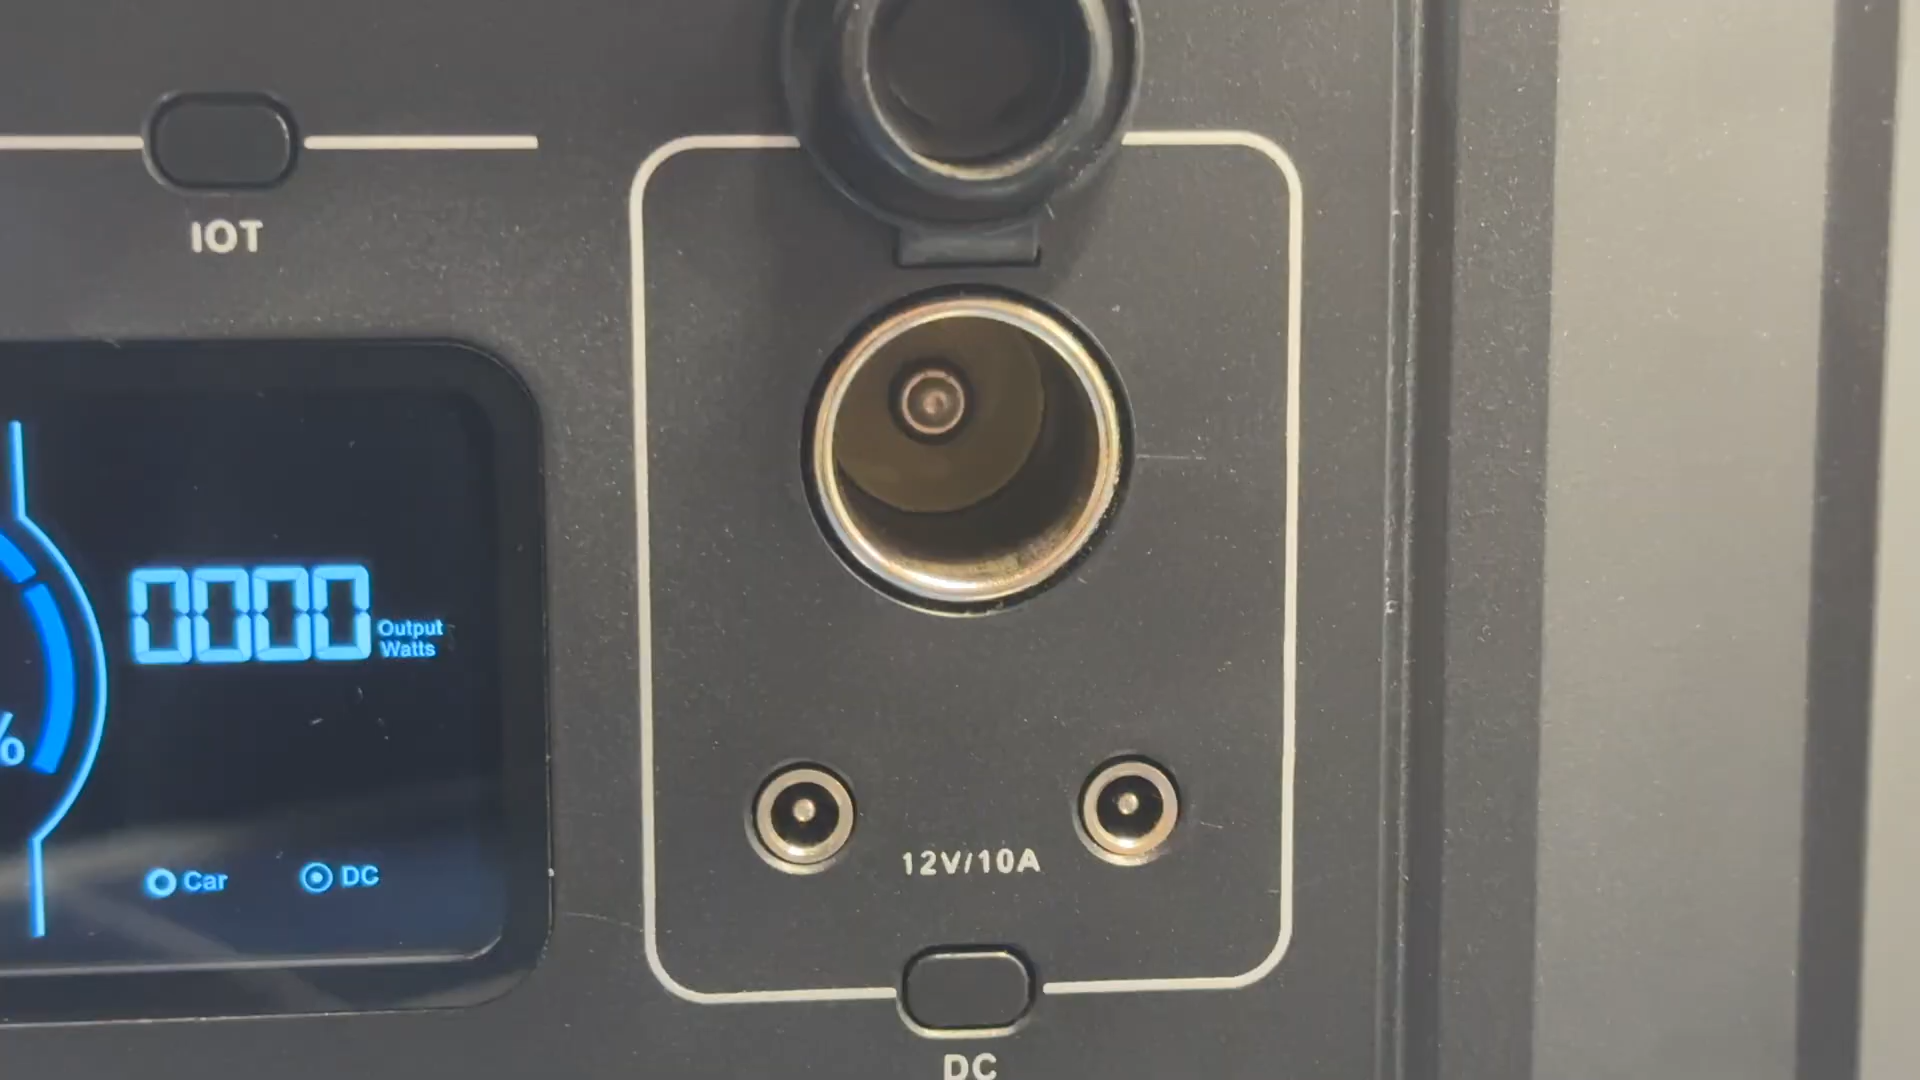 IOT
0000
Output
Watts
%
Car
DC
12V/10A
DC